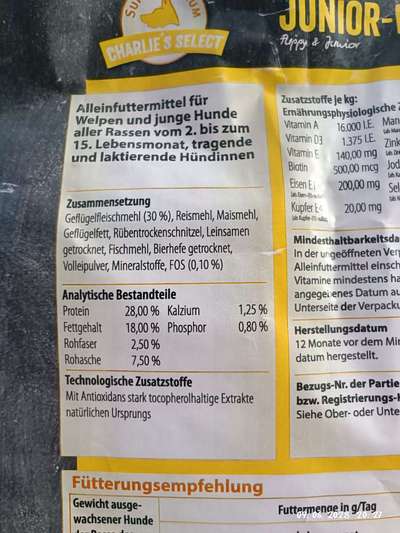 CHARLIE'S SELECT
JUNIOR-
Puppy & Junior
Alleinfuttermittel für
Welpen und junge Hunde
aller Rassen vom 2. bis zum
15. Lebensmonat, tragende
und laktierende Hündinnen
Zusammensetzung
Geflügelfleischmehl (30 %), Reismehl, Maismehl,
Geflügelfett, Rübentrockenschnitzel, Leinsamen
getrocknet, Fischmehl, Bierhefe getrocknet,
Volleipulver, Mineralstoffe, FOS (0,10 %)
Analytische Bestandteile
Protein 28,00 % Kalzium 1,25 %
Fettgehalt 18,00 % Phosphor 0,80 %
Rohfaser 2,50 %
Rohasche 7,50 %
Technologische Zusatzstoffe
Mit Antioxidans stark tocopherolhaltige Extrakte
natürlichen Ursprungs
Zusatzstoffe je kg:
Ernährungsphysiologische
Vitamin A 16.000 I.E.
Vitamin D3 1.375 I.E.
Vitamin E 140,00 mg
Biotin 500,00 mcg
Eisen E1 200,00 mg
Kupfer E4 20,00 mg
Mindesthaltbarkeitsda
In der ungeöffneten Ver
Alleinfuttermittel einsch
Vitamine mindestens ha
angegebenes Datum au
Unterseite der Verpacku
Herstellungsdatum
12 Monate vor dem Min
datum hergestellt.
Bezugs-Nr. der Partie
bzw. Registrierungs-
Siehe Ober- oder Unte
Fütterungsempfehlung
Gewicht ausge-
wachsener Hunde
Futtermenge in g/Tag